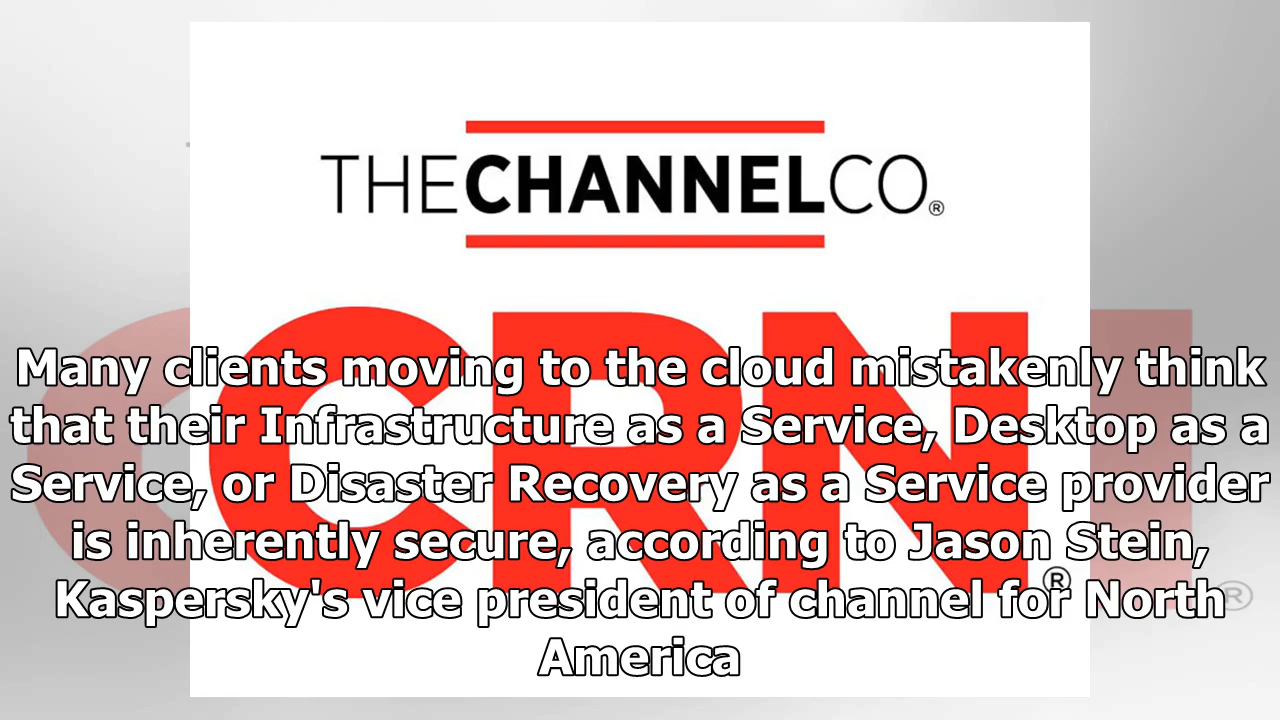 THECHANNELCO.®
CRN®
Many clients moving to the cloud mistakenly think
that their Infrastructure as a Service, Desktop as a
Service, or Disaster Recovery as a Service provider
is inherently secure, according to Jason Stein,
Kaspersky's vice president of channel for North
America